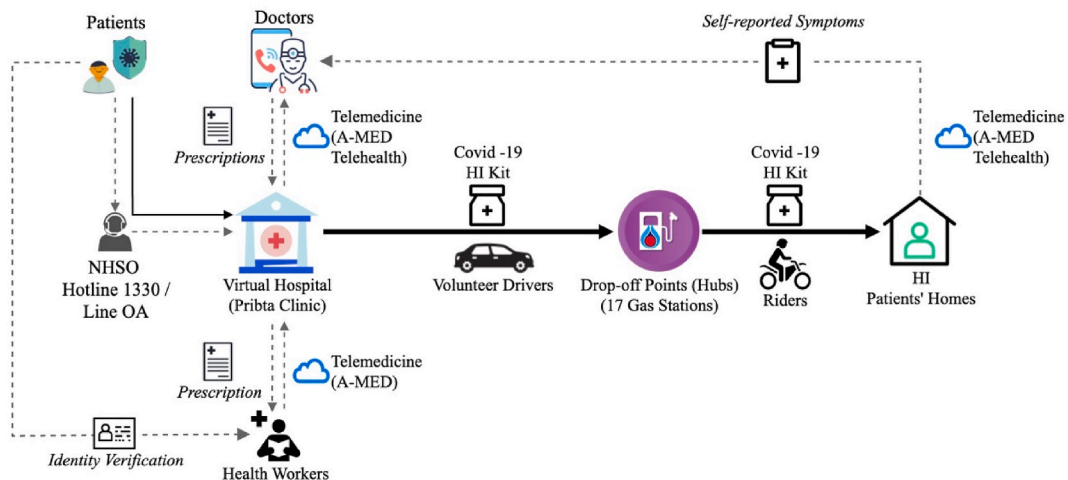 Patients
Doctors
Self-reported Symptoms
Prescriptions
Telemedicine
(A-MED
Telehealth)
Covid -19
HI Kit
Covid -19
HI Kit
Telemedicine
(A-MED
Telehealth)
NHSO
Hotline 1330 /
Line OA
Virtual Hospital
(Pribta Clinic)
Volunteer Drivers
Drop-off Points (Hubs)
(17 Gas Stations)
Riders
HI
Patients' Homes
Prescription
Telemedicine
(A-MED)
Identity Verification
Health Workers